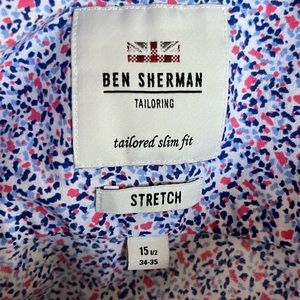 BEN SHERMAN
TAILORING
tailored slim fit
STRETCH
15 1/2
34-35